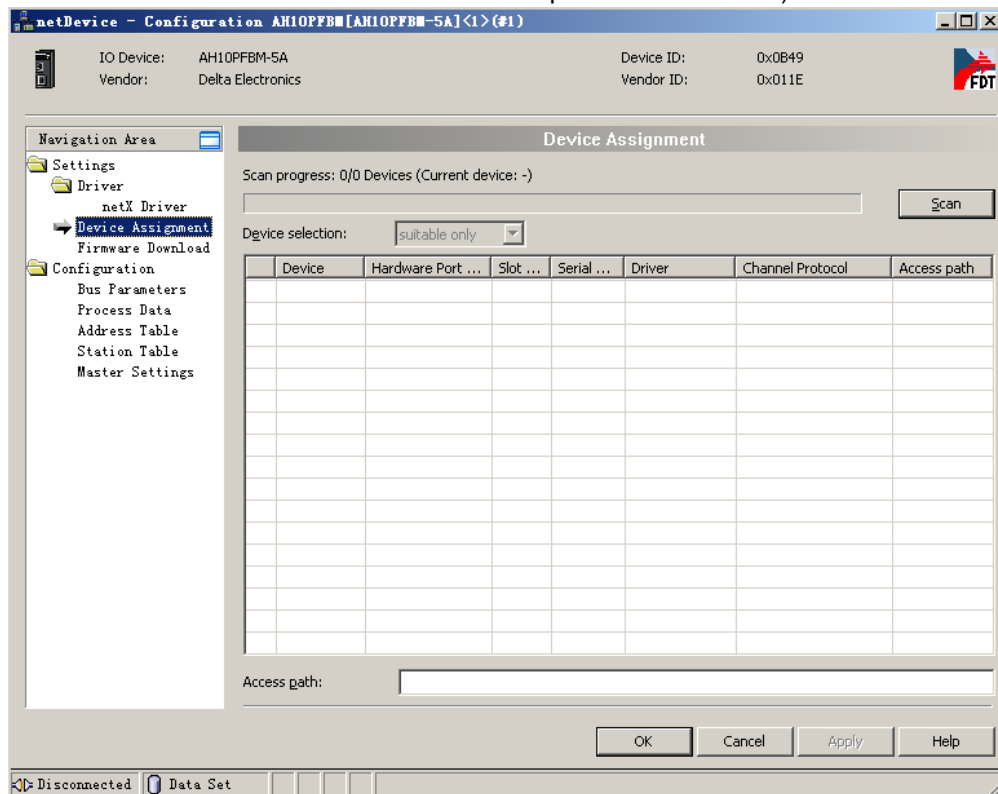 netDevice - Configuration AH10PFBM[AH10PFBM-5A]<1>(#1)
IO Device: AH10PFBM-5A Device ID: 0x0B49
Vendor: Delta Electronics Vendor ID: 0x011E
FDT
Navigation Area
Settings
Driver
netX Driver
Device Assignment
Firmware Download
Configuration
Bus Parameters
Process Data
Address Table
Station Table
Master Settings
Device Assignment
Scan progress: 0/0 Devices (Current device: -)
Scan
Device selection: suitable only
Device Hardware Port ... Slot ... Serial ... Driver Channel Protocol Access path
Access path:
OK Cancel Apply Help
Disconnected Data Set